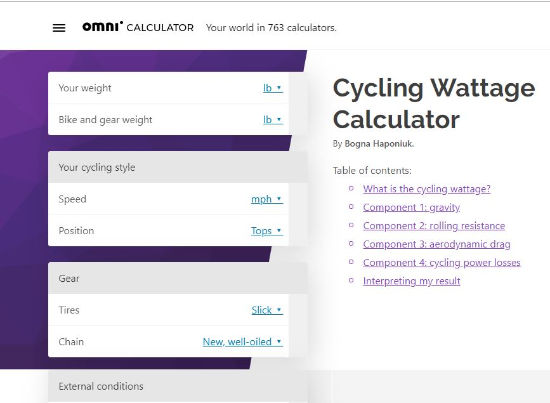 omni CALCULATOR Your world in 763 calculators.
Your weight lb
Bike and gear weight lb
Your cycling style
Speed mph
Position Tops
Gear
Tires Slick
Chain New, well-oiled
External conditions
Cycling Wattage
Calculator
By Bogna Haponiuk.
Table of contents:
What is the cycling wattage?
Component 1: gravity
Component 2: rolling resistance
Component 3: aerodynamic drag
Component 4: cycling power losses
Interpreting my result